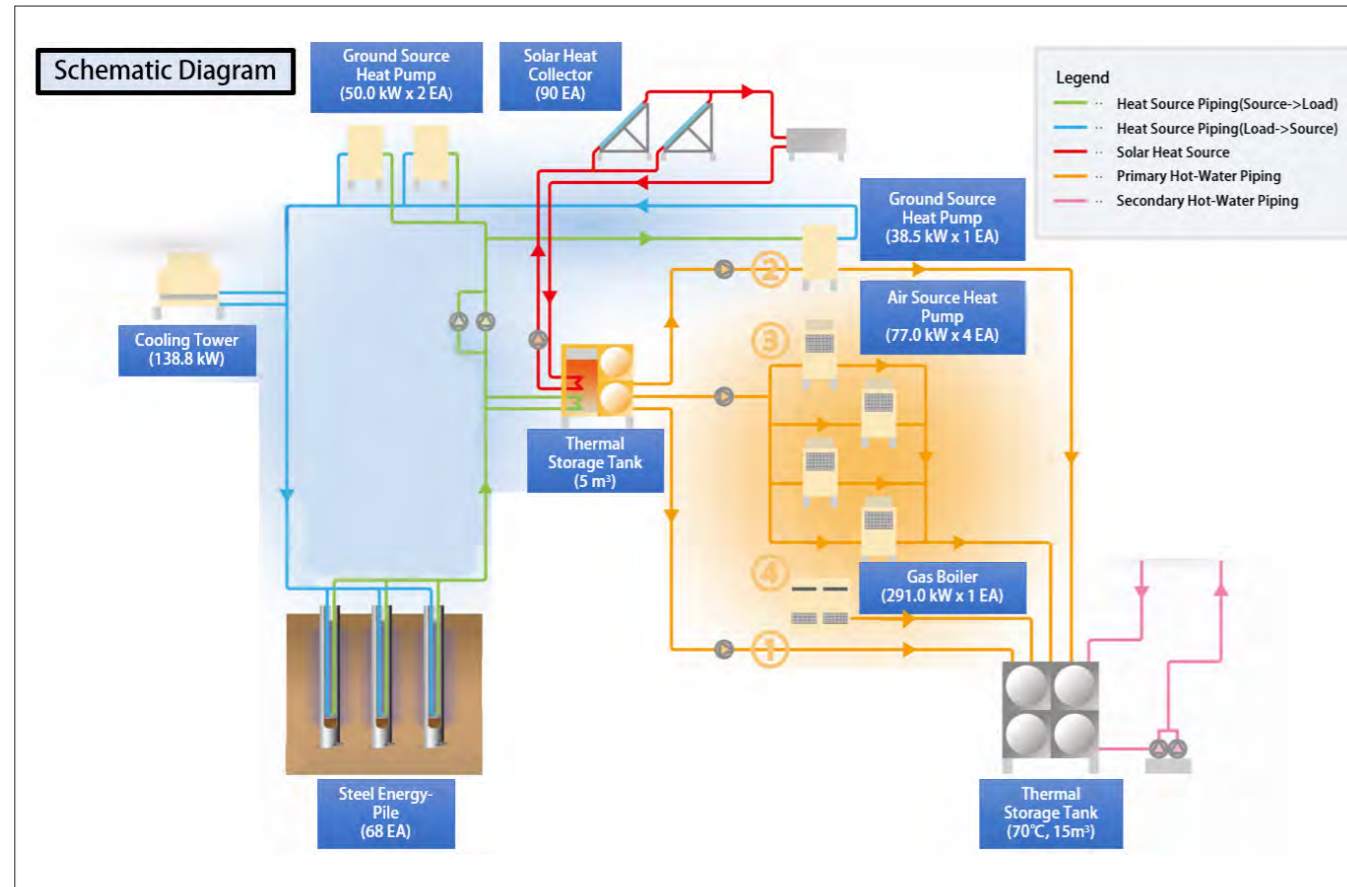 Schematic Diagram
Ground Source
Heat Pump
(50.0 kW x 2 EA)
Solar Heat
Collector
(90 EA)
Legend
·· Heat Source Piping(Source->Load)
·· Heat Source Piping(Load->Source)
·· Solar Heat Source
·· Primary Hot-Water Piping
·· Secondary Hot-Water Piping
Ground Source
Heat Pump
(38.5 kW x 1 EA)
②
Air Source Heat
Pump
(77.0 kW x 4 EA)
Cooling Tower
(138.8 kW)
③
Thermal
Storage Tank
(5 m³)
④
Gas Boiler
(291.0 kW x 1 EA)
①
Steel Energy-
Pile
(68 EA)
Thermal
Storage Tank
(70°C, 15m³)